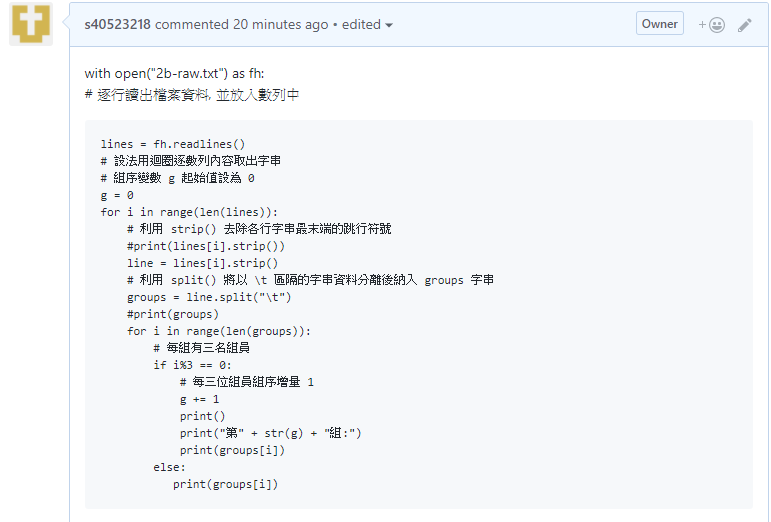 s40523218 commented 20 minutes ago • edited
Owner
with open("2b-raw.txt") as fh:
# 逐行讀出檔案資料, 並放入數列中
lines = fh.readlines()
# 設法用迴圈逐數列內容取出字串
# 組序變數 g 起始值設為 0
g = 0
for i in range(len(lines)):
    # 利用 strip() 去除各行字串最末端的跳行符號
    #print(lines[i].strip())
    line = lines[i].strip()
    # 利用 split() 將以 \t 區隔的字串資料分離後納入 groups 字串
    groups = line.split("\t")
    #print(groups)
    for i in range(len(groups)):
        # 每組有三名組員
        if i%3 == 0:
            # 每三位組員組序增量 1
            g += 1
            print()
            print("第" + str(g) + "組:")
            print(groups[i])
        else:
           print(groups[i])